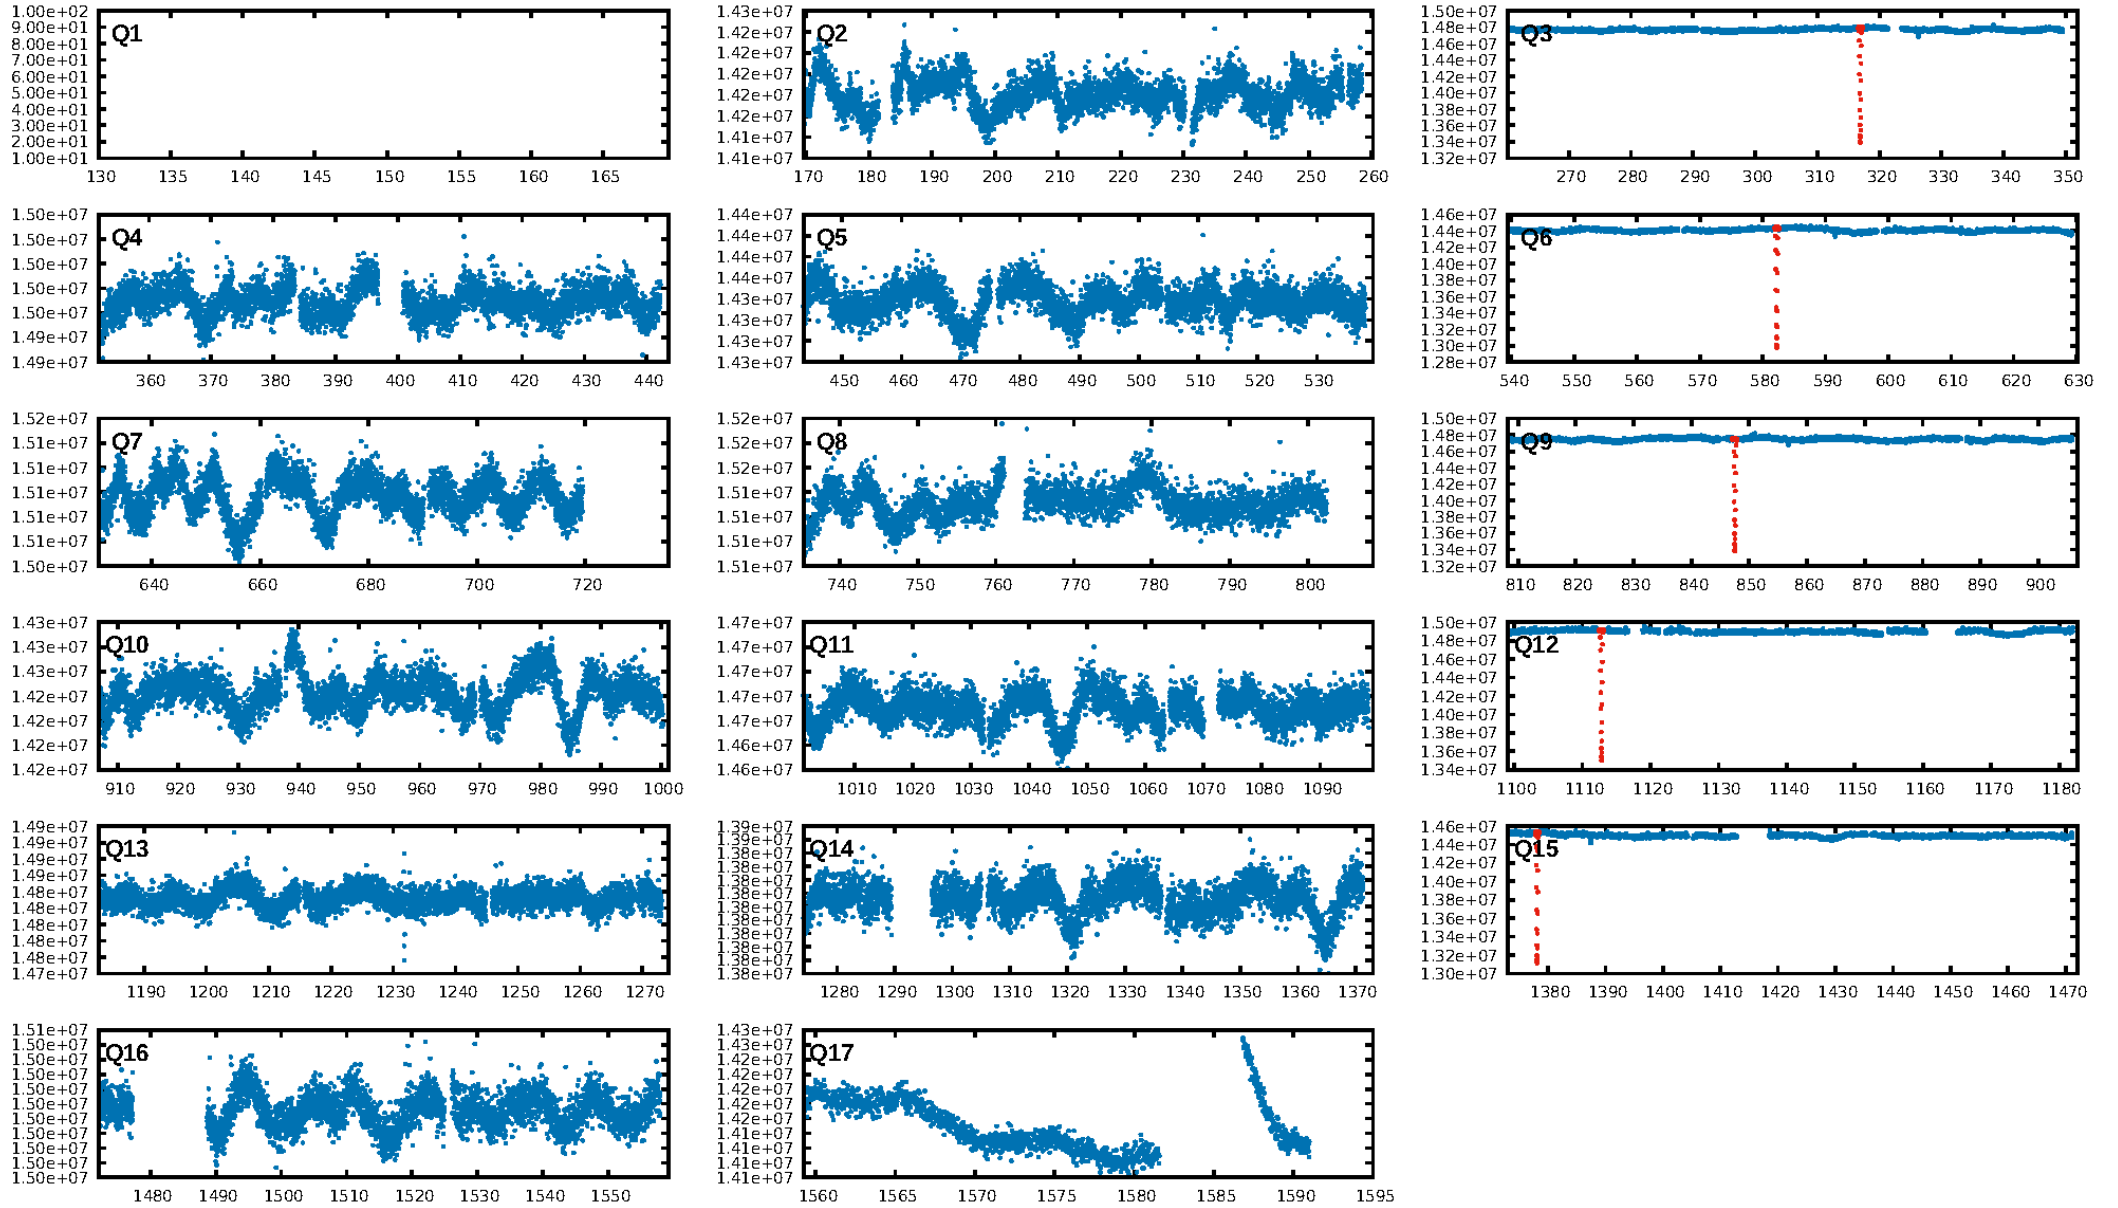 Q1
1.00e+02
9.00e+01
8.00e+01
7.00e+01
6.00e+01
5.00e+01
4.00e+01
3.00e+01
2.00e+01
1.00e+01
130 135 140 145 150 155 160 165
Q2
1.43e+07
1.42e+07
1.42e+07
1.42e+07
1.42e+07
1.42e+07
1.41e+07
1.41e+07
170 180 190 200 210 220 230 240 250 260
Q3
1.50e+07
1.48e+07
1.46e+07
1.44e+07
1.42e+07
1.40e+07
1.38e+07
1.36e+07
1.34e+07
1.32e+07
270 280 290 300 310 320 330 340 350
Q4
1.50e+07
1.50e+07
1.50e+07
1.50e+07
1.50e+07
1.49e+07
1.49e+07
360 370 380 390 400 410 420 430 440
Q5
1.44e+07
1.44e+07
1.44e+07
1.44e+07
1.43e+07
1.43e+07
1.43e+07
1.43e+07
450 460 470 480 490 500 510 520 530
Q6
1.46e+07
1.44e+07
1.42e+07
1.40e+07
1.38e+07
1.36e+07
1.34e+07
1.32e+07
1.30e+07
1.28e+07
540 550 560 570 580 590 600 610 620 630
Q7
1.52e+07
1.51e+07
1.51e+07
1.51e+07
1.51e+07
1.51e+07
1.50e+07
640 660 680 700 720
Q8
1.52e+07
1.52e+07
1.52e+07
1.51e+07
1.51e+07
1.51e+07
1.51e+07
740 750 760 770 780 790 800
Q9
1.50e+07
1.48e+07
1.46e+07
1.44e+07
1.42e+07
1.40e+07
1.38e+07
1.36e+07
1.34e+07
1.32e+07
810 820 830 840 850 860 870 880 890 900
Q10
1.43e+07
1.43e+07
1.43e+07
1.42e+07
1.42e+07
1.42e+07
1.42e+07
910 920 930 940 950 960 970 980 990 1000
Q11
1.47e+07
1.47e+07
1.47e+07
1.47e+07
1.47e+07
1.46e+07
1.46e+07
1010 1020 1030 1040 1050 1060 1070 1080 1090
Q12
1.50e+07
1.48e+07
1.46e+07
1.44e+07
1.42e+07
1.40e+07
1.38e+07
1.36e+07
1.34e+07
1100 1110 1120 1130 1140 1150 1160 1170 1180
Q13
1.49e+07
1.49e+07
1.49e+07
1.49e+07
1.48e+07
1.48e+07
1.48e+07
1.48e+07
1.48e+07
1.47e+07
1190 1200 1210 1220 1230 1240 1250 1260 1270
Q14
1.39e+07
1.38e+07
1.38e+07
1.38e+07
1.38e+07
1.38e+07
1.38e+07
1.38e+07
1.38e+07
1.38e+07
1.38e+07
1.38e+07
1280 1290 1300 1310 1320 1330 1340 1350 1360 1370
Q15
1.46e+07
1.44e+07
1.42e+07
1.40e+07
1.38e+07
1.36e+07
1.34e+07
1.32e+07
1.30e+07
1380 1390 1400 1410 1420 1430 1440 1450 1460 1470
Q16
1.51e+07
1.50e+07
1.50e+07
1.50e+07
1.50e+07
1.50e+07
1.50e+07
1.50e+07
1.50e+07
1.50e+07
1.50e+07
1480 1490 1500 1510 1520 1530 1540 1550
Q17
1.43e+07
1.43e+07
1.42e+07
1.42e+07
1.42e+07
1.42e+07
1.42e+07
1.41e+07
1.41e+07
1.41e+07
1.41e+07
1560 1565 1570 1575 1580 1585 1590 1595